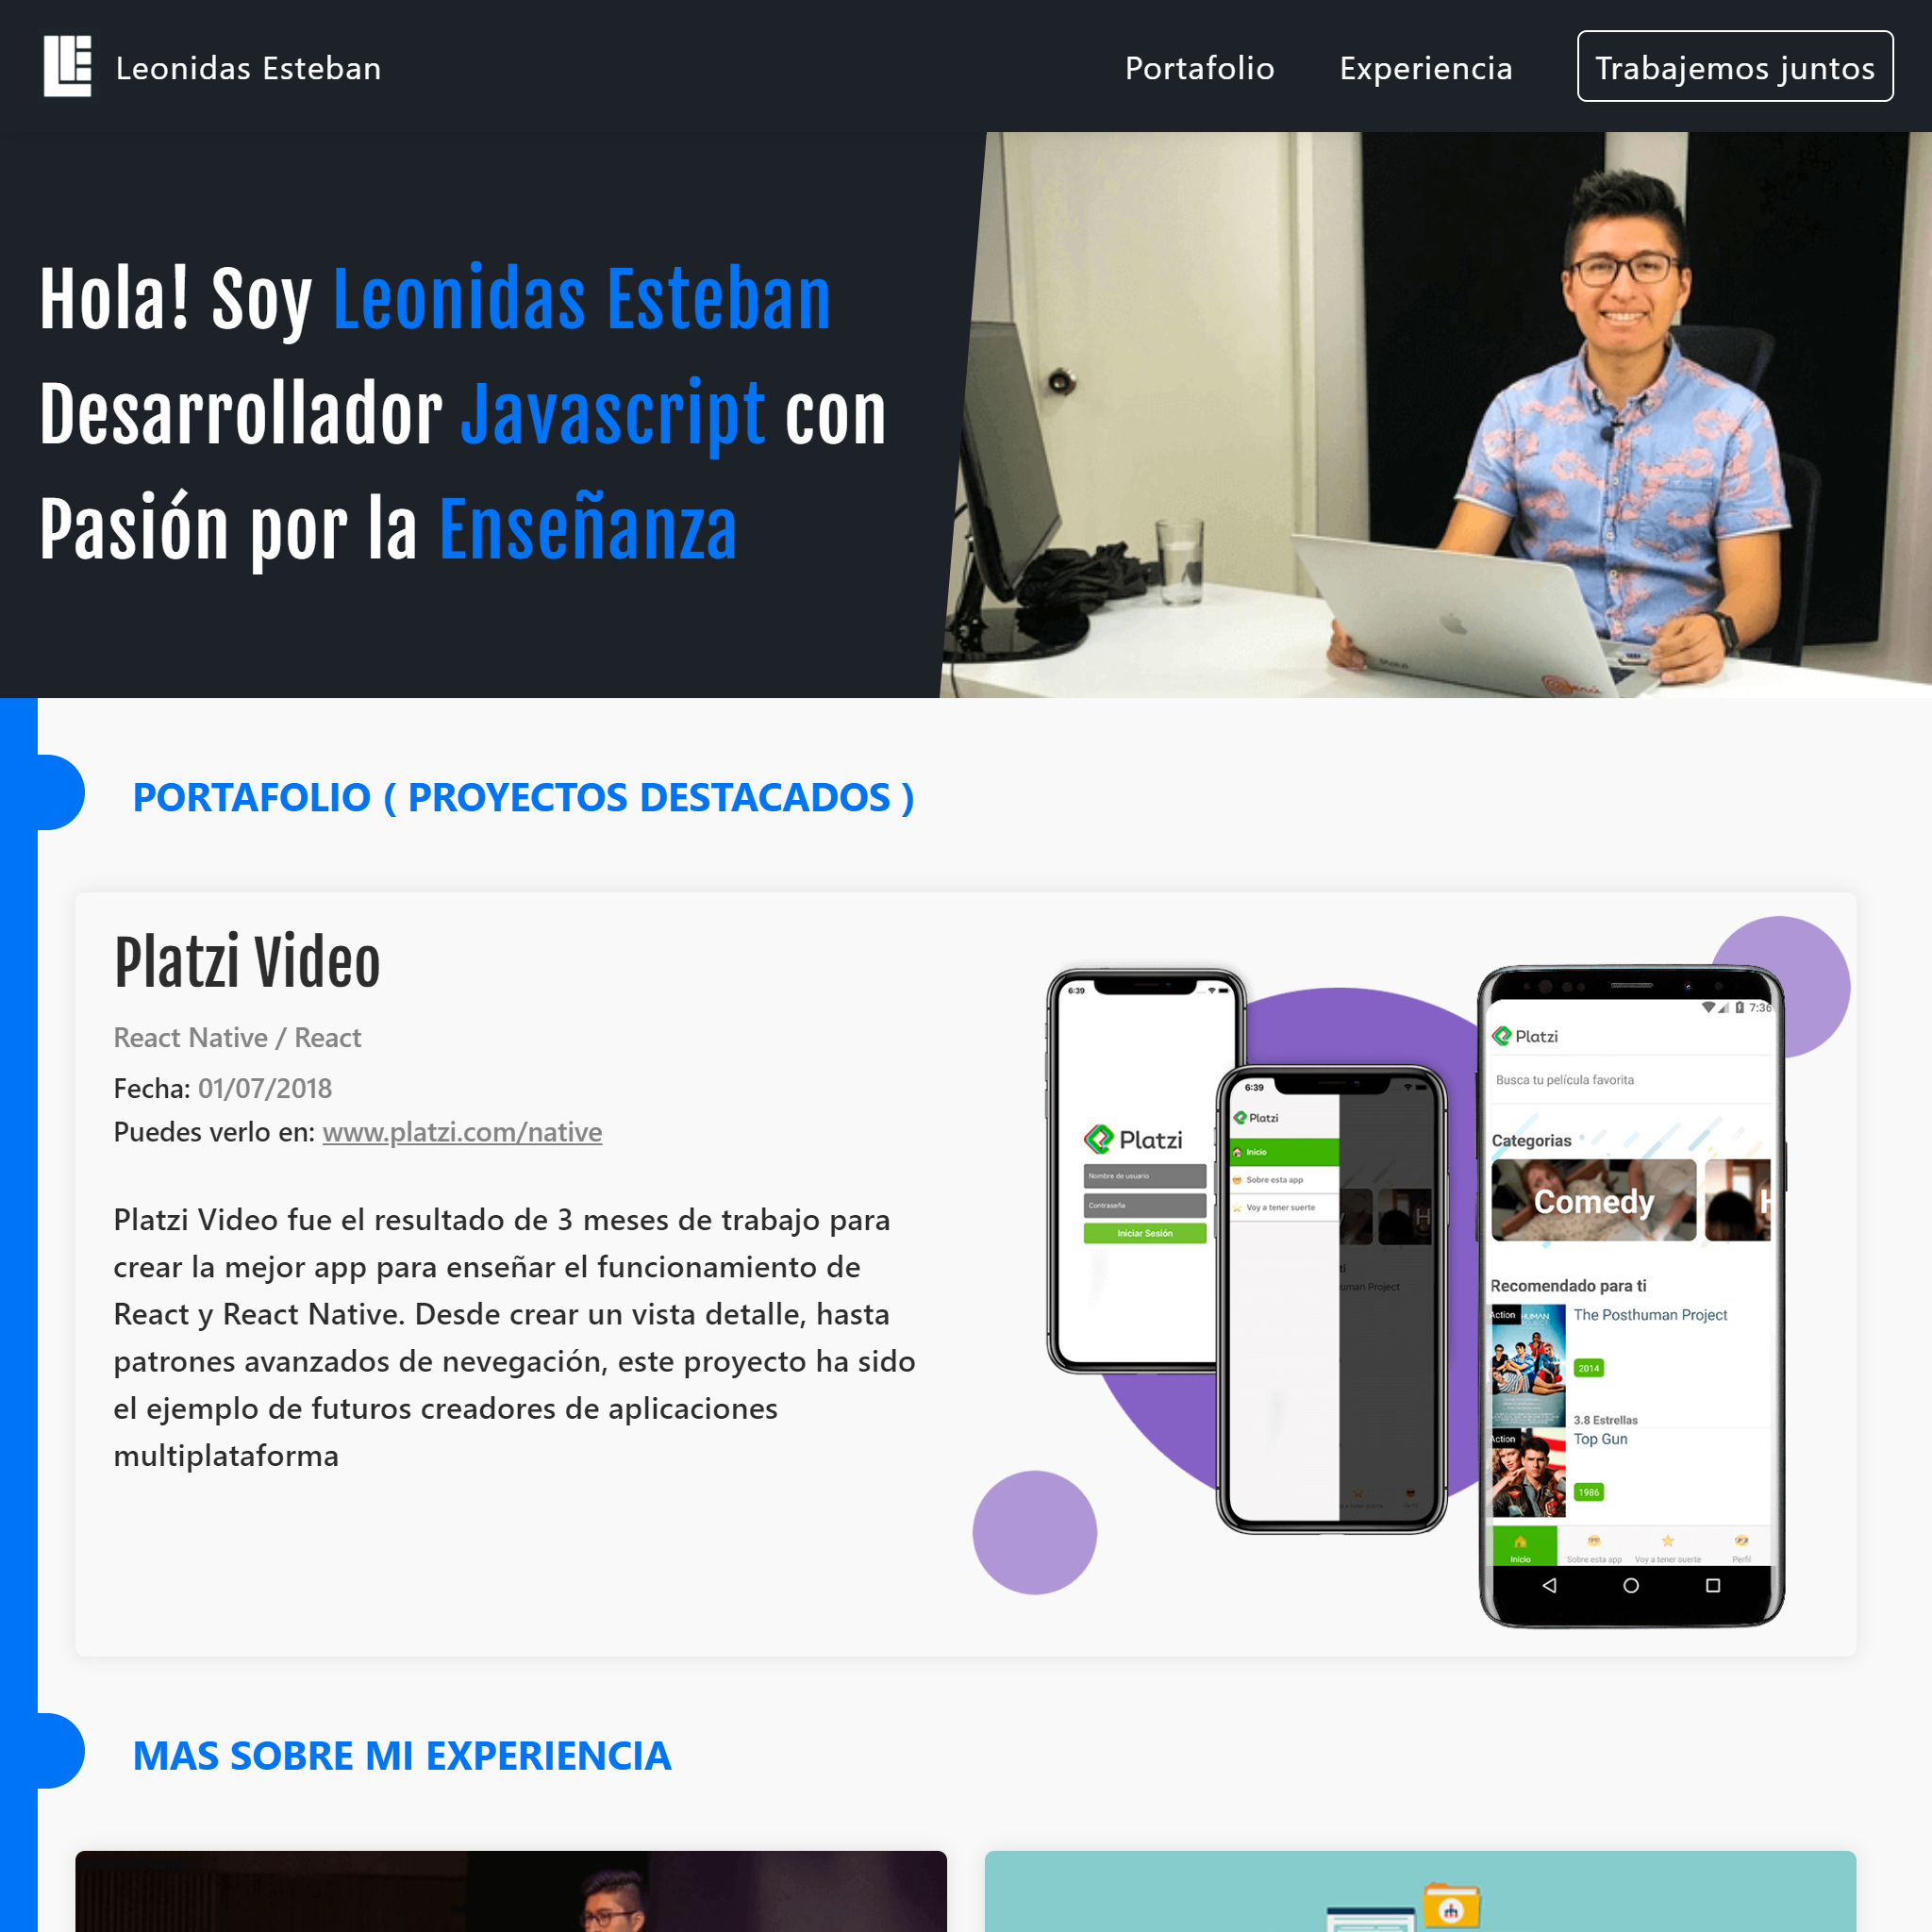 Leonidas Esteban
Portafolio
Experiencia
Trabajemos juntos
Hola! Soy Leonidas Esteban
Desarrollador Javascript con
Pasión por la Enseñanza
PORTAFOLIO ( PROYECTOS DESTACADOS )
Platzi Video
React Native / React
Fecha: 01/07/2018
Puedes verlo en: www.platzi.com/native
Platzi Video fue el resultado de 3 meses de trabajo para
crear la mejor app para enseñar el funcionamiento de
React y React Native. Desde crear un vista detalle, hasta
patrones avanzados de nevegación, este proyecto ha sido
el ejemplo de futuros creadores de aplicaciones
multiplataforma
6:39
Platzi
Nombre de usuario
Contraseña
Iniciar Sesión
6:39
Platzi
Inicio
Sobre esta app
Voy a tener suerte
H
uman Project
7:36
Platzi
Busca tu película favorita
Categorias
Comedy
H
Recomendado para ti
Action
The Posthuman Project
2014
3.8 Estrellas
Action
Top Gun
1986
Inicio
Sobre esta app
Voy a tener suerte
Perfil
MAS SOBRE MI EXPERIENCIA